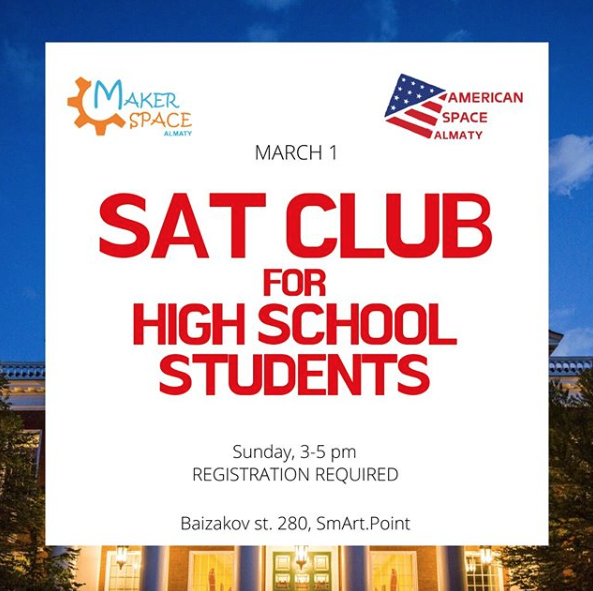 MAKER
SPACE
ALMATY
AMERICAN
SPACE
ALMATY
MARCH 1
SAT CLUB
FOR
HIGH SCHOOL
STUDENTS
Sunday, 3-5 pm
REGISTRATION REQUIRED
Baizakov st. 280, SmArt.Point